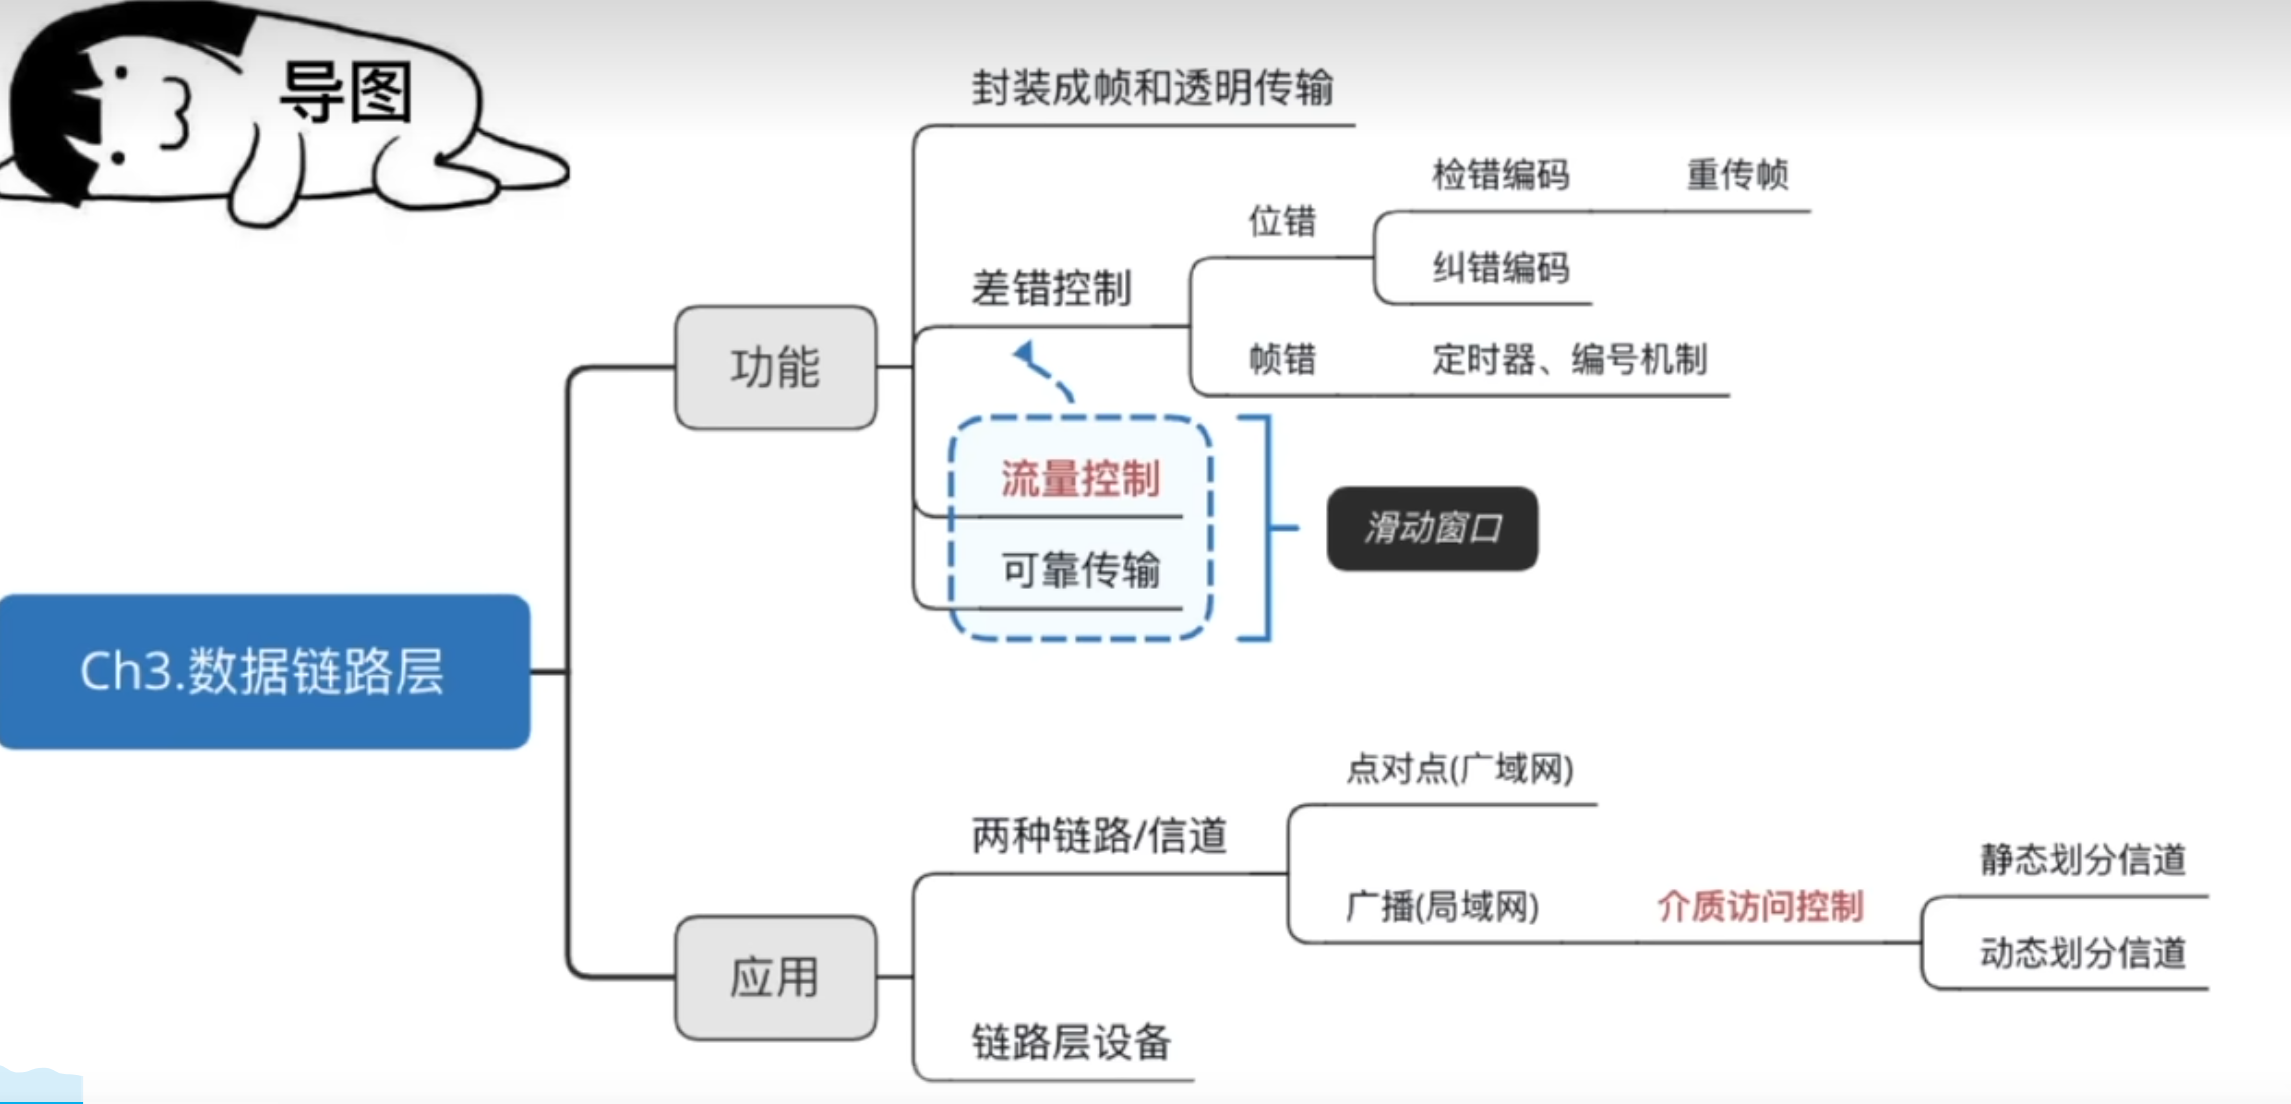 导图
封装成帧和透明传输
检错编码
重传帧
位错
纠错编码
差错控制
帧错
定时器、编号机制
功能
流量控制
可靠传输
滑动窗口
Ch3.数据链路层
点对点(广域网)
两种链路/信道
静态划分信道
广播(局域网)
介质访问控制
动态划分信道
应用
链路层设备